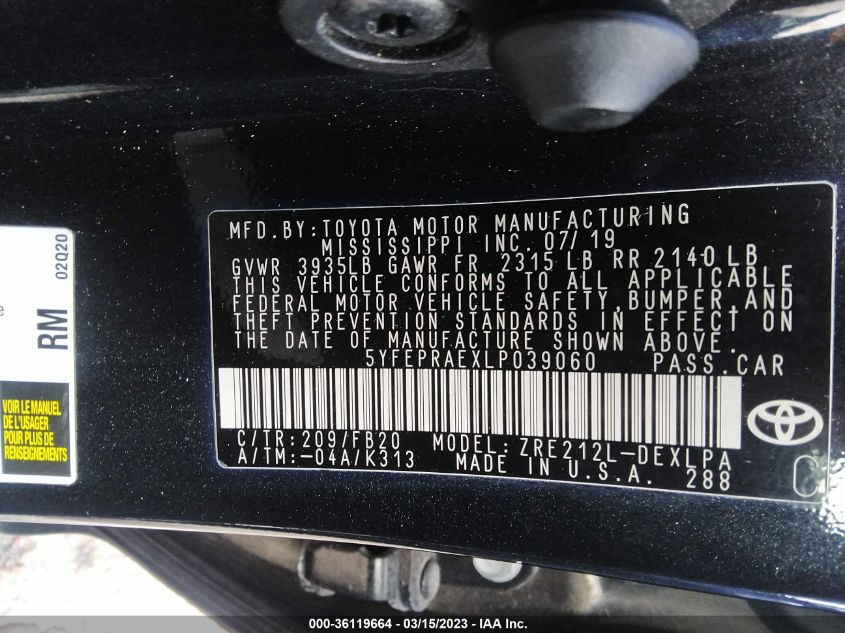 MFD.BY:TOYOTA MOTOR MANUFACTURING
MISSISSIPPI INC. 07/19
GVWR 3935LB GAWR FR 2315 LB RR 2140 LB
THIS VEHICLE CONFORMS TO ALL APPLICABLE
FEDERAL MOTOR VEHICLE SAFETY,BUMPER,AND
THEFT PREVENTION STANDARDS IN EFFECT ON
THE DATE OF MANUFACTURE SHOWN ABOVE.
5YFEPRAEXLP039060 PASS.CAR
C/TR:209/FB20 MODEL:ZRE212L-DEXLPA
A/TM:-04A/K313 MADE IN U.S.A. 288
C
RM
02Q20
VOIR LE MANUEL
DE L'USAGER
POUR PLUS DE
RENSEIGNEMENTS
000-36119664 - 03/15/2023 - IAA Inc.